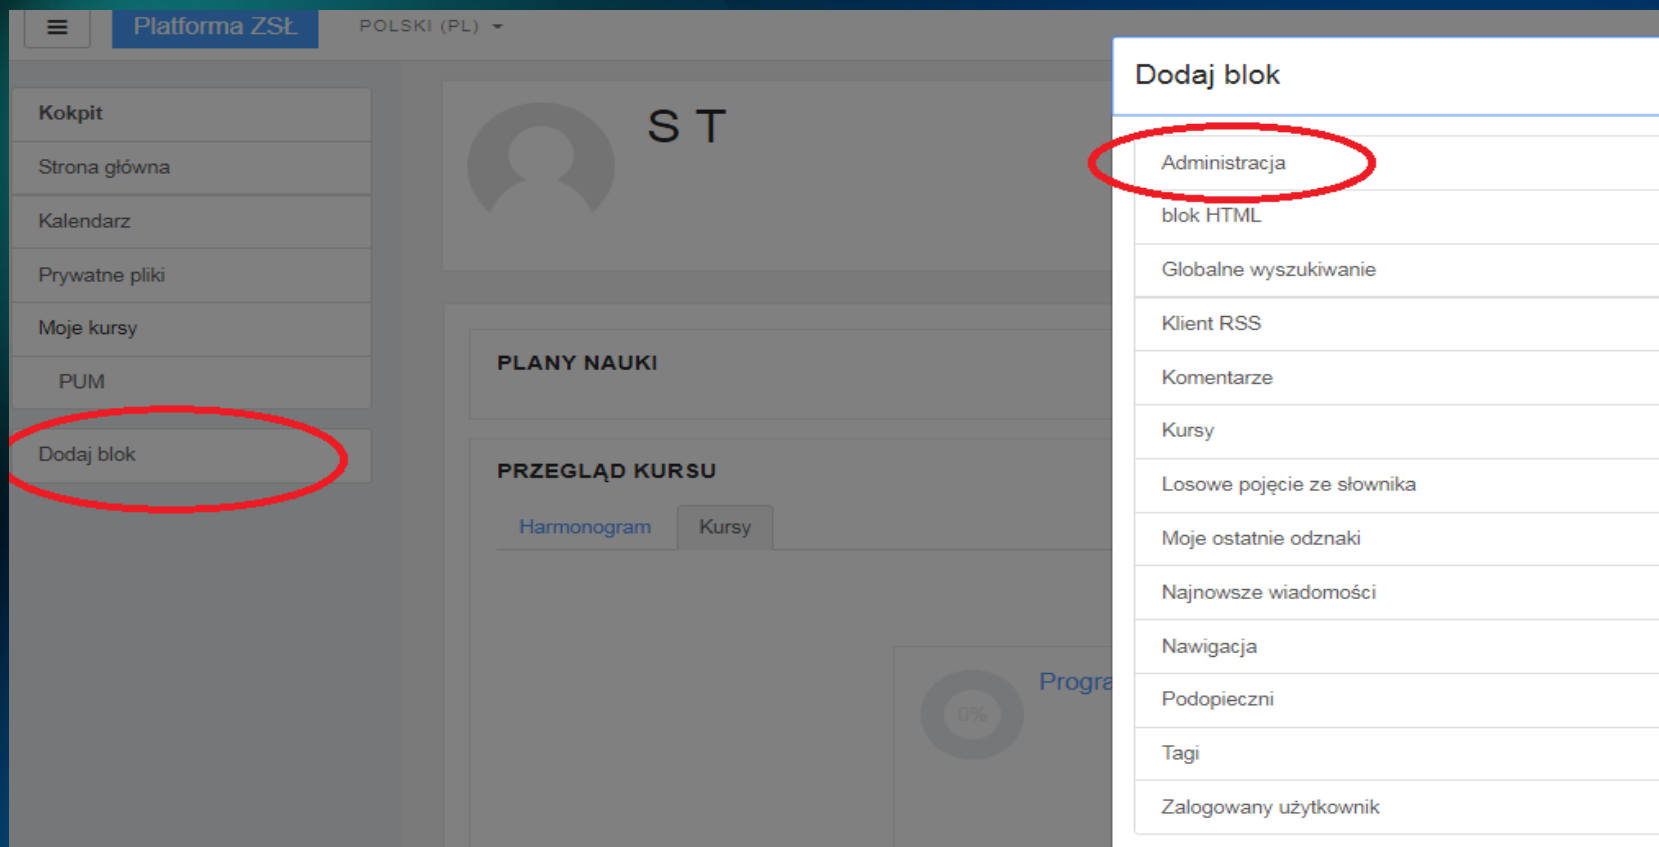 Platforma ZSŁ
POLSKI (PL)
Kokpit
Strona główna
Kalendarz
Prywatne pliki
Moje kursy
PUM
Dodaj blok
S T
PLANY NAUKI
PRZEGLĄD KURSU
Harmonogram
Kursy
0%
Progra
Dodaj blok
Administracja
blok HTML
Globalne wyszukiwanie
Klient RSS
Komentarze
Kursy
Losowe pojęcie ze słownika
Moje ostatnie odznaki
Najnowsze wiadomości
Nawigacja
Podopieczni
Tagi
Zalogowany użytkownik